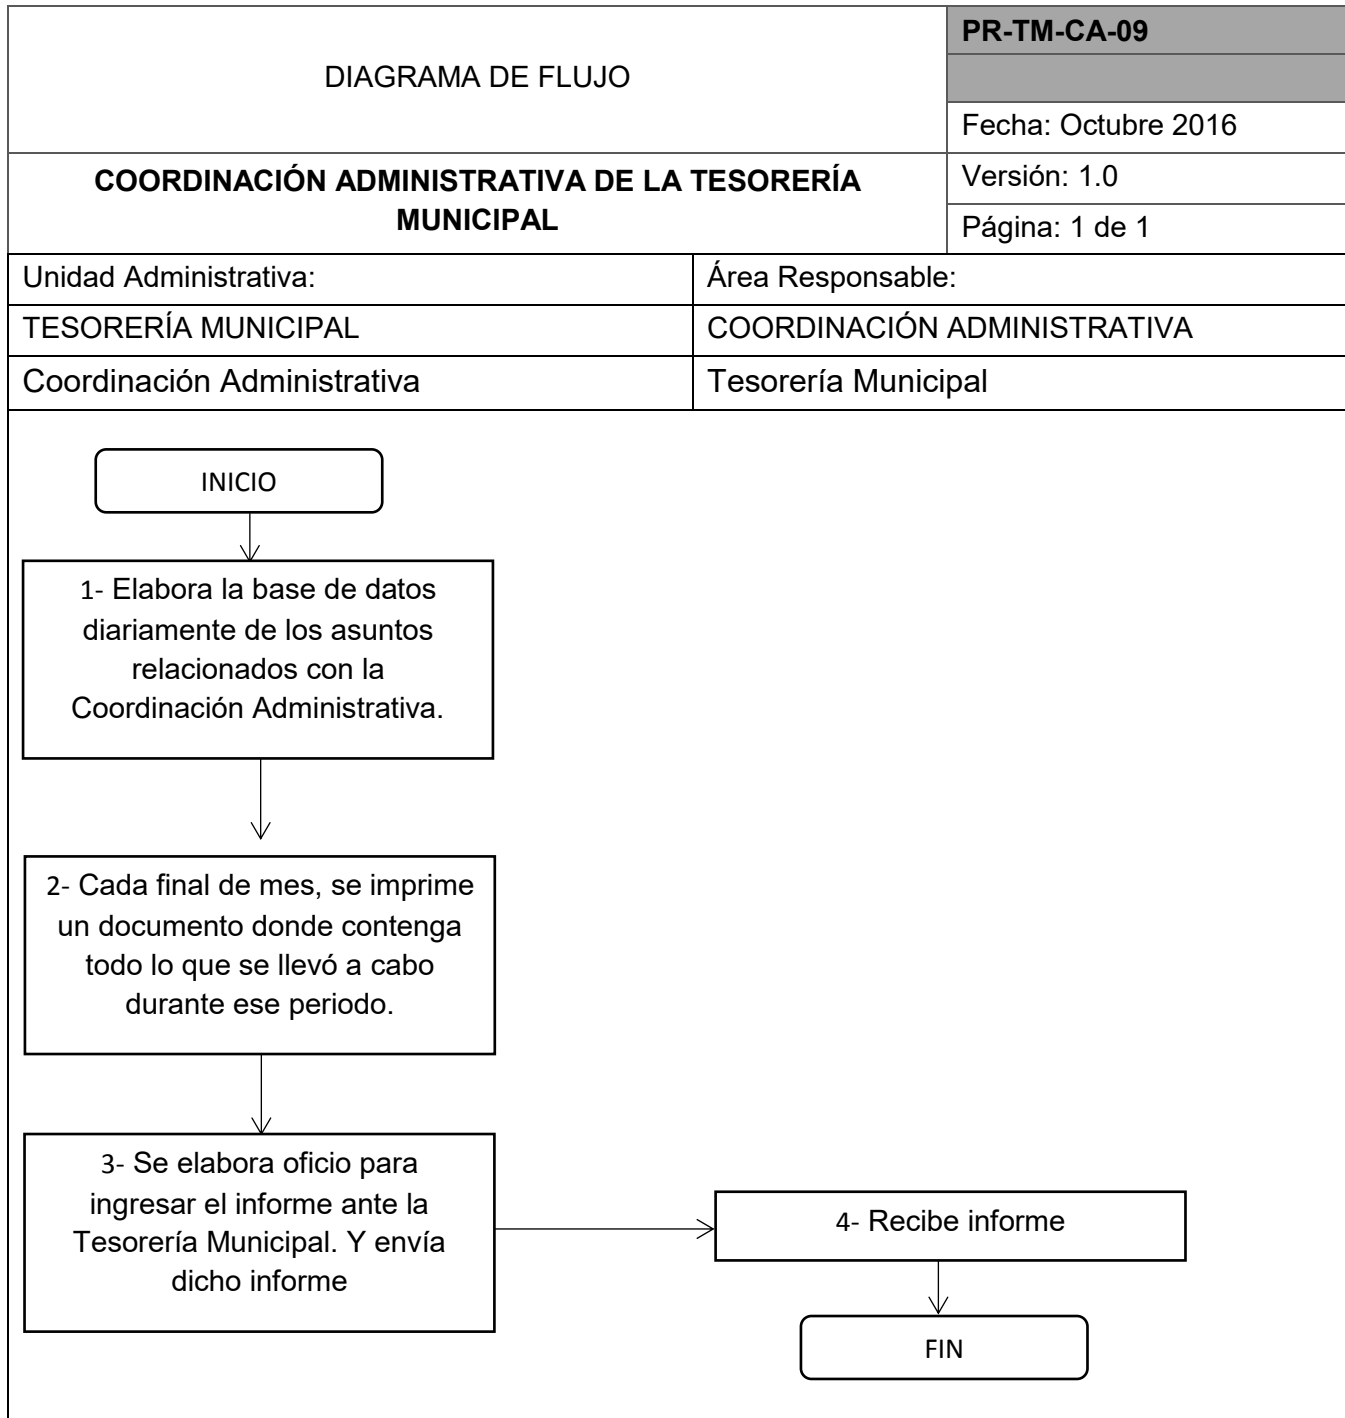 DIAGRAMA DE FLUJO
PR-TM-CA-09
Fecha: Octubre 2016
COORDINACIÓN ADMINISTRATIVA DE LA TESORERÍA
MUNICIPAL
Versión: 1.0
Página: 1 de 1
Unidad Administrativa:
Área Responsable:
TESORERÍA MUNICIPAL
COORDINACIÓN ADMINISTRATIVA
Coordinación Administrativa
Tesorería Municipal
INICIO
1- Elabora la base de datos
diariamente de los asuntos
relacionados con la
Coordinación Administrativa.
2- Cada final de mes, se imprime
un documento donde contenga
todo lo que se llevó a cabo
durante ese periodo.
3- Se elabora oficio para
ingresar el informe ante la
Tesorería Municipal. Y envía
dicho informe
4- Recibe informe
FIN